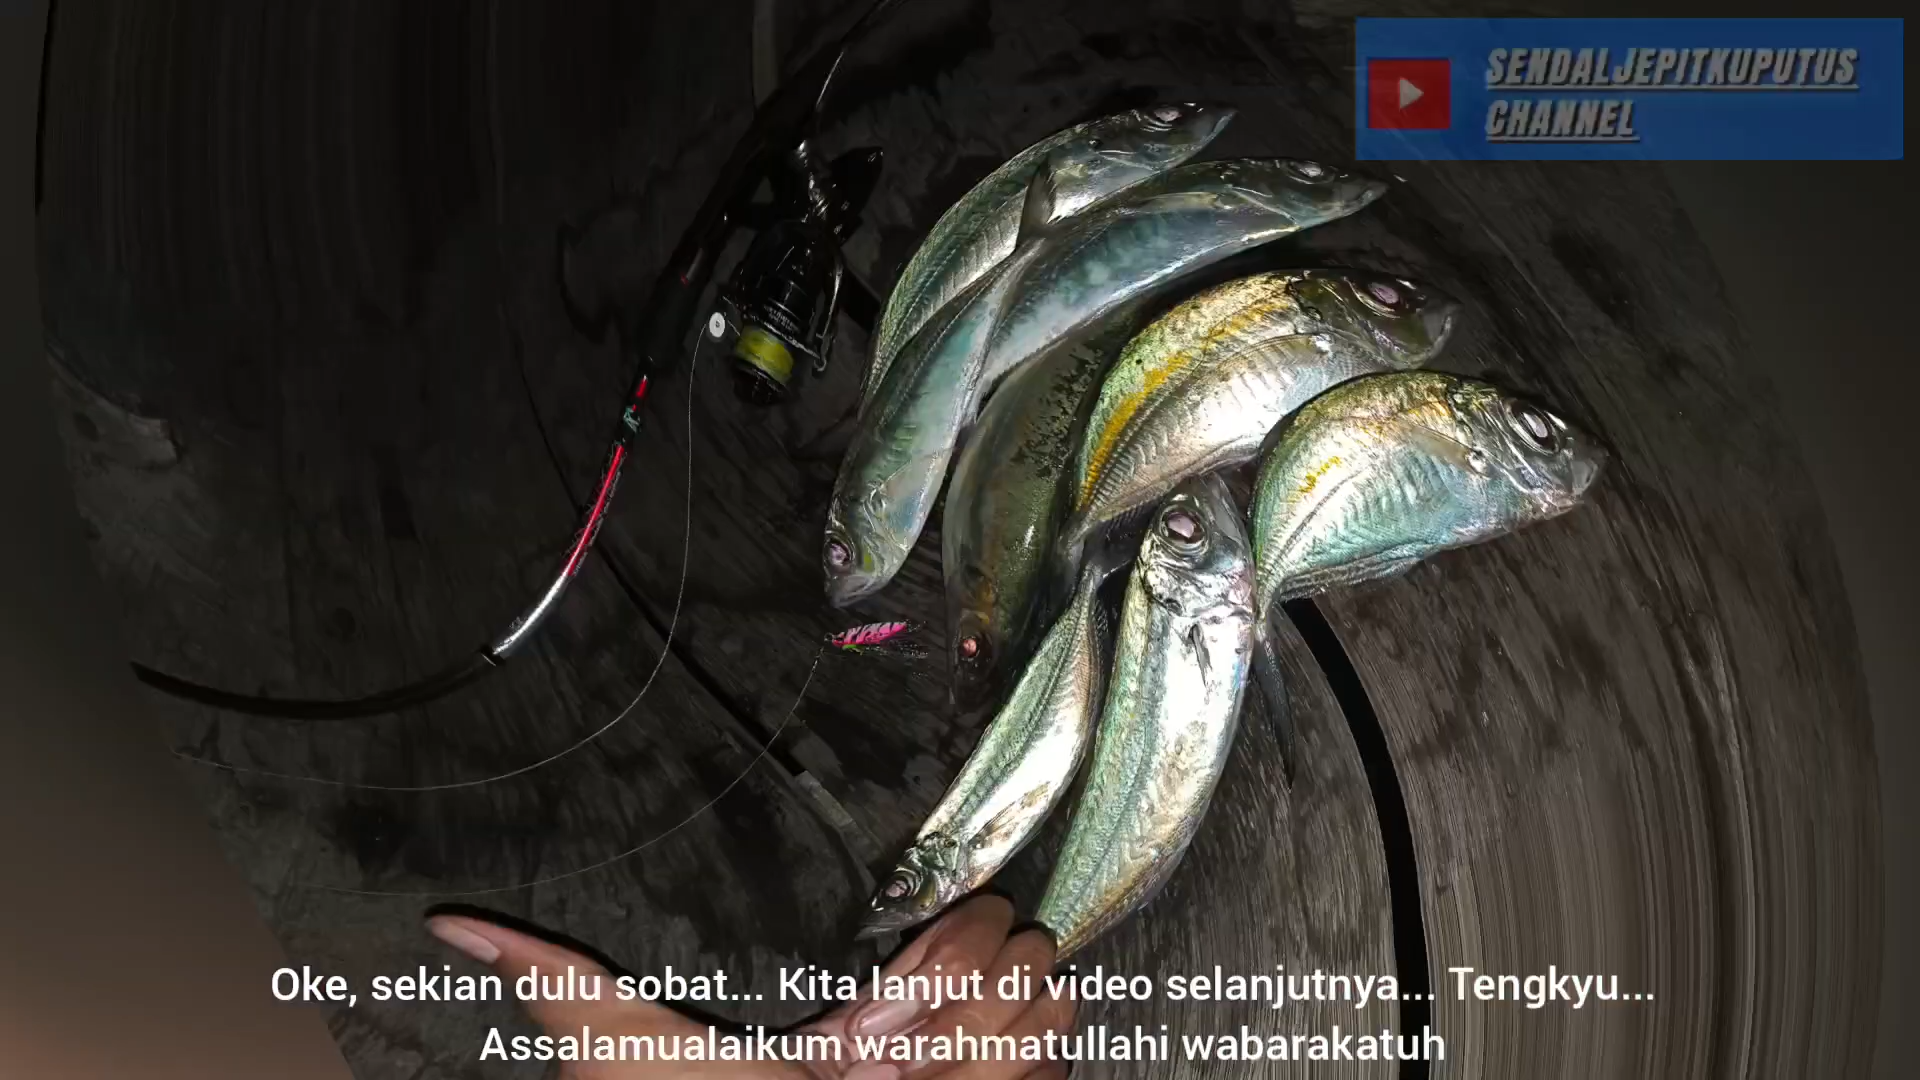 SENDALJEPITKUPUTUS
CHANNEL
Oke, sekian dulu sobat... Kita lanjut di video selanjutnya... Tengkyu...
Assalamualaikum warahmatullahi wabarakatuh